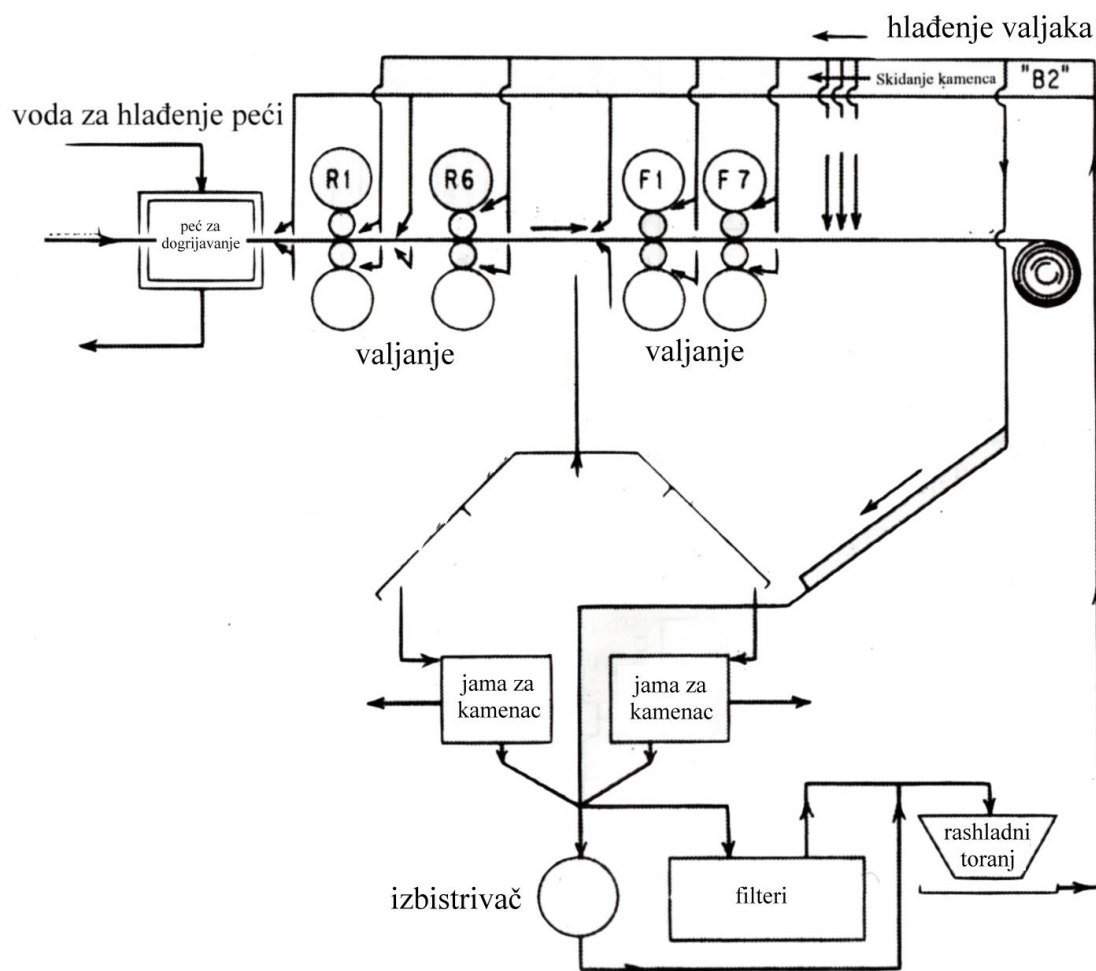 hlađenje valjaka
Skidanje kamenca
"B2"
voda za hlađenje peći
R1
R6
F1
F7
peć za
dogrijavanje
valjanje
valjanje
jama za
kamenac
jama za
kamenac
rashladni
toranj
izbistrivač
filteri